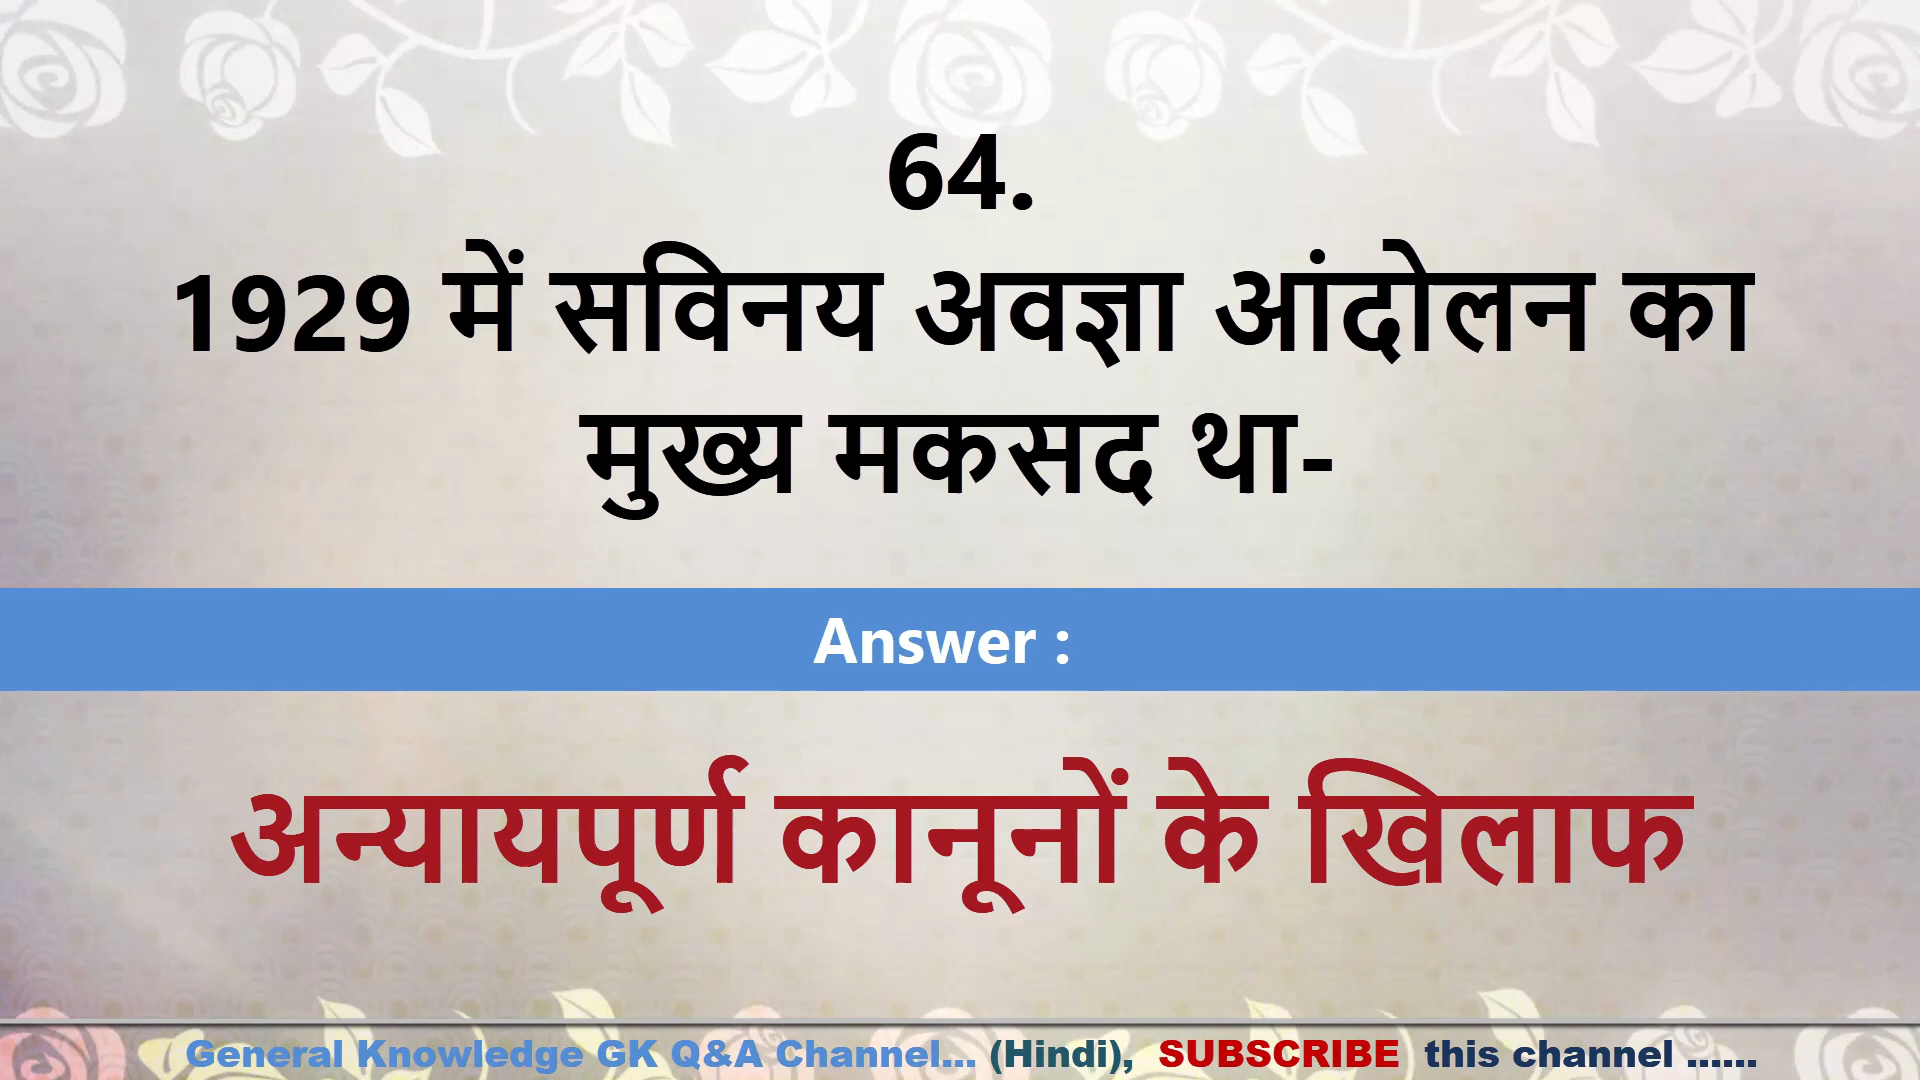 64.
1929 में सविनय अवज्ञा आंदोलन का
मुख्य मकसद था-
Answer :
अन्यायपूर्ण कानूनों के खिलाफ
General Knowledge GK Q&A Channel... (Hindi), SUBSCRIBE this channel ......